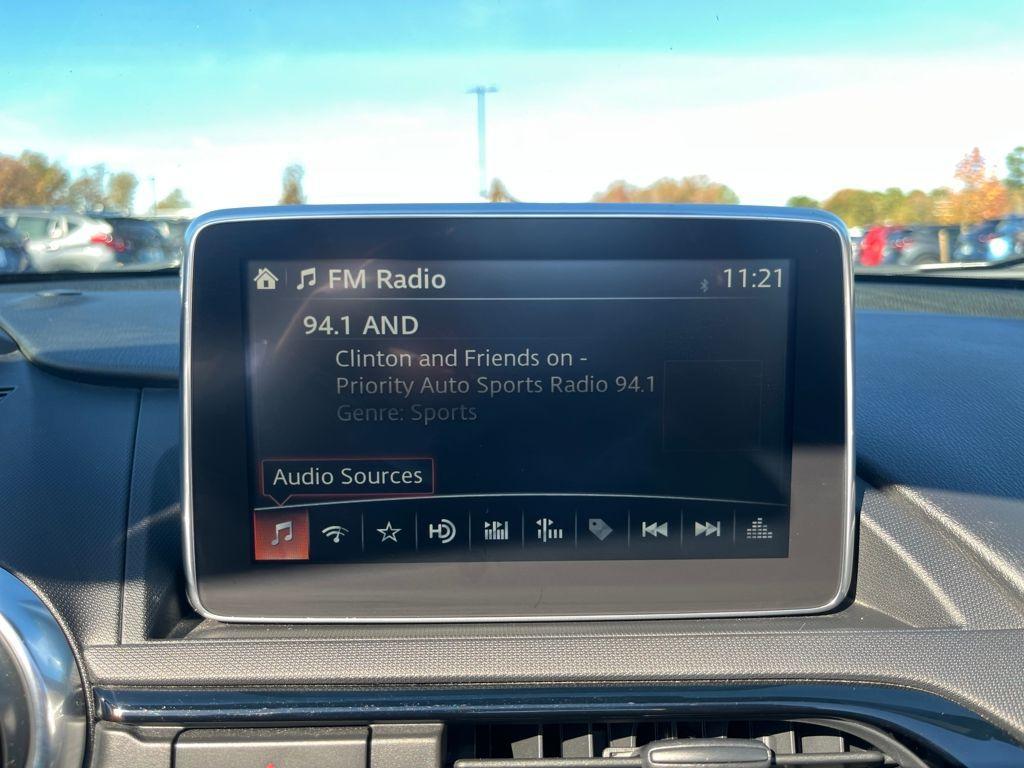 FM Radio 11:21
94.1 AND
Clinton and Friends on -
Priority Auto Sports Radio 94.1
Genre: Sports
Audio Sources
HD